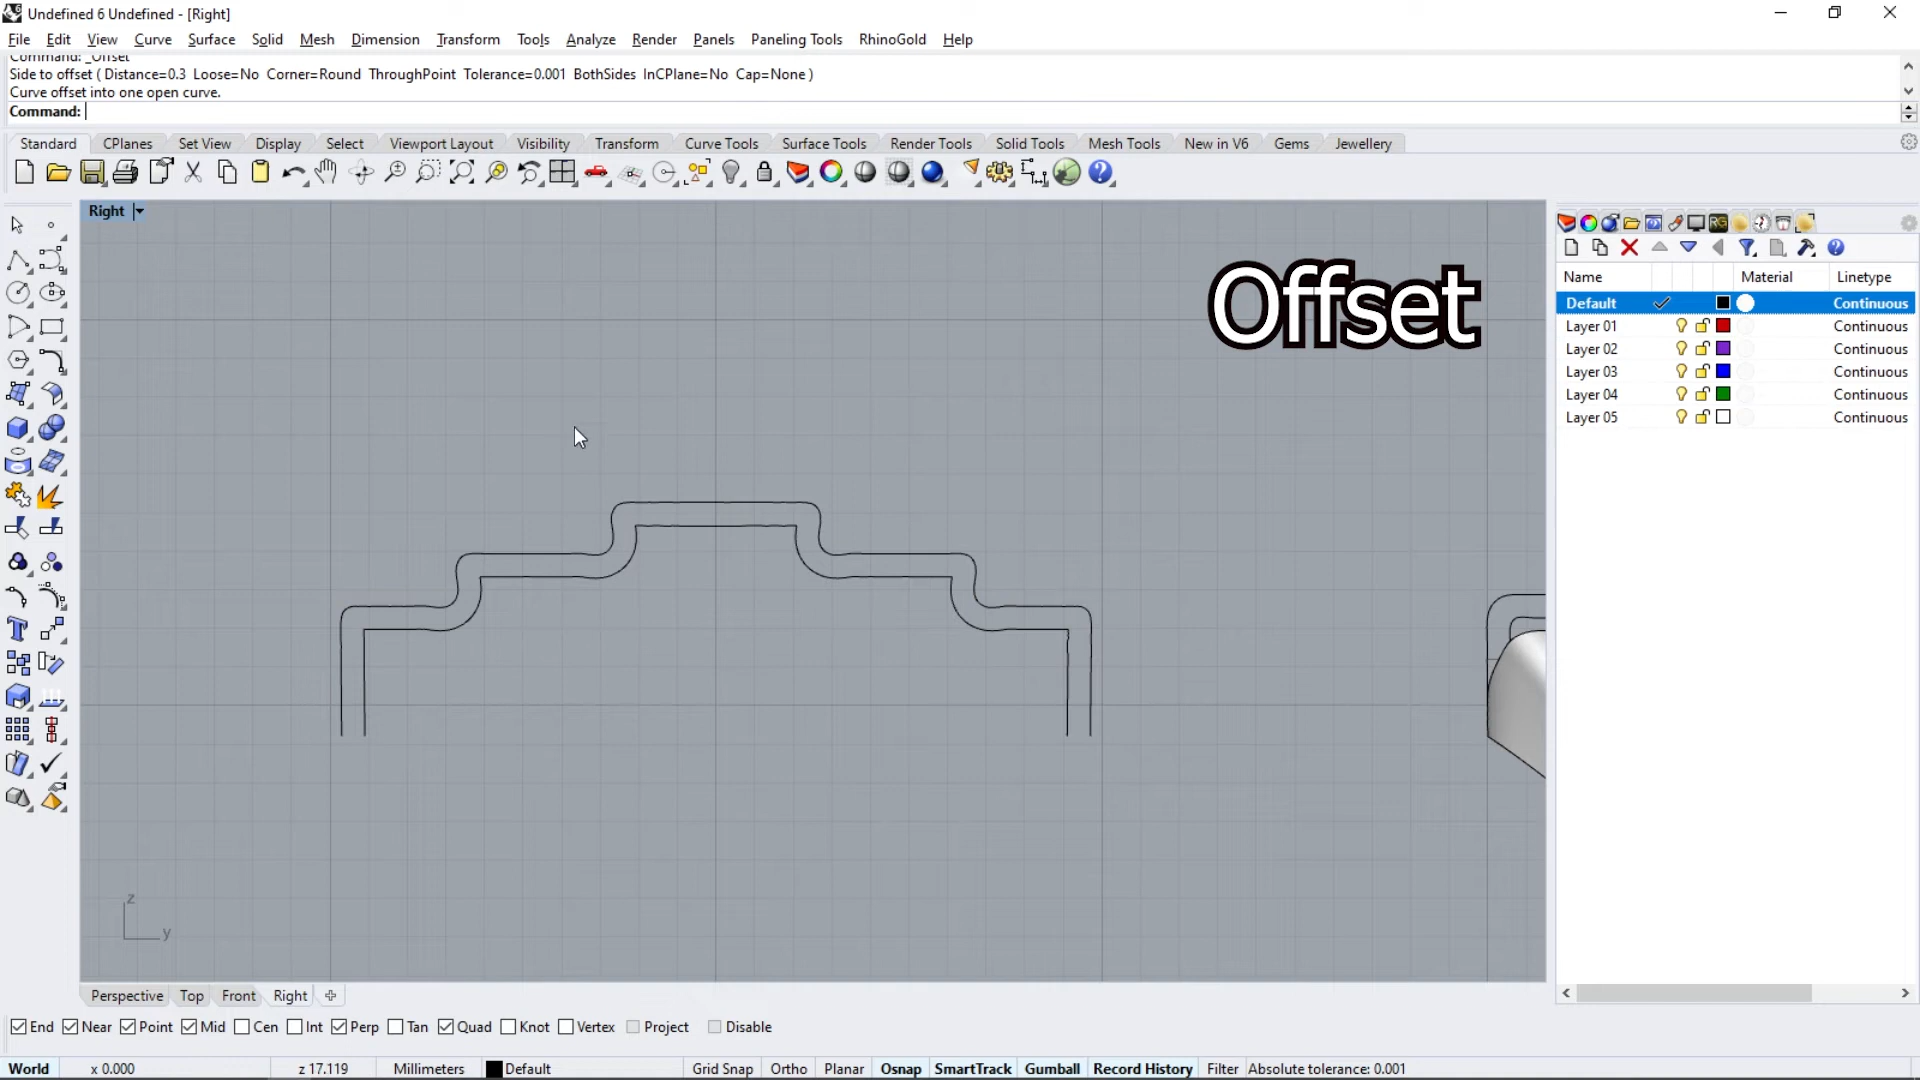 Undefined 6 Undefined - [Right]
File Edit View Curve Surface Solid Mesh Dimension Transform Tools Analyze Render Panels Paneling Tools RhinoGold Help
Command: _Offset
Side to offset ( Distance=0.3 Loose=No Corner=Round ThroughPoint Tolerance=0.001 BothSides InCPlane=No Cap=None )
Curve offset into one open curve.
Command:
Standard CPlanes Set View Display Select Viewport Layout Visibility Transform Curve Tools Surface Tools Render Tools Solid Tools Mesh Tools New in V6 Gems Jewellery
Right
Offset
Name Material Linetype
Default Continuous
Layer 01 Continuous
Layer 02 Continuous
Layer 03 Continuous
Layer 04 Continuous
Layer 05 Continuous
z
y
Perspective Top Front Right
End Near Point Mid Cen Int Perp Tan Quad Knot Vertex Project Disable
World x 0.000 z 17.119 Millimeters Default Grid Snap Ortho Planar Osnap SmartTrack Gumball Record History Filter Absolute tolerance: 0.001